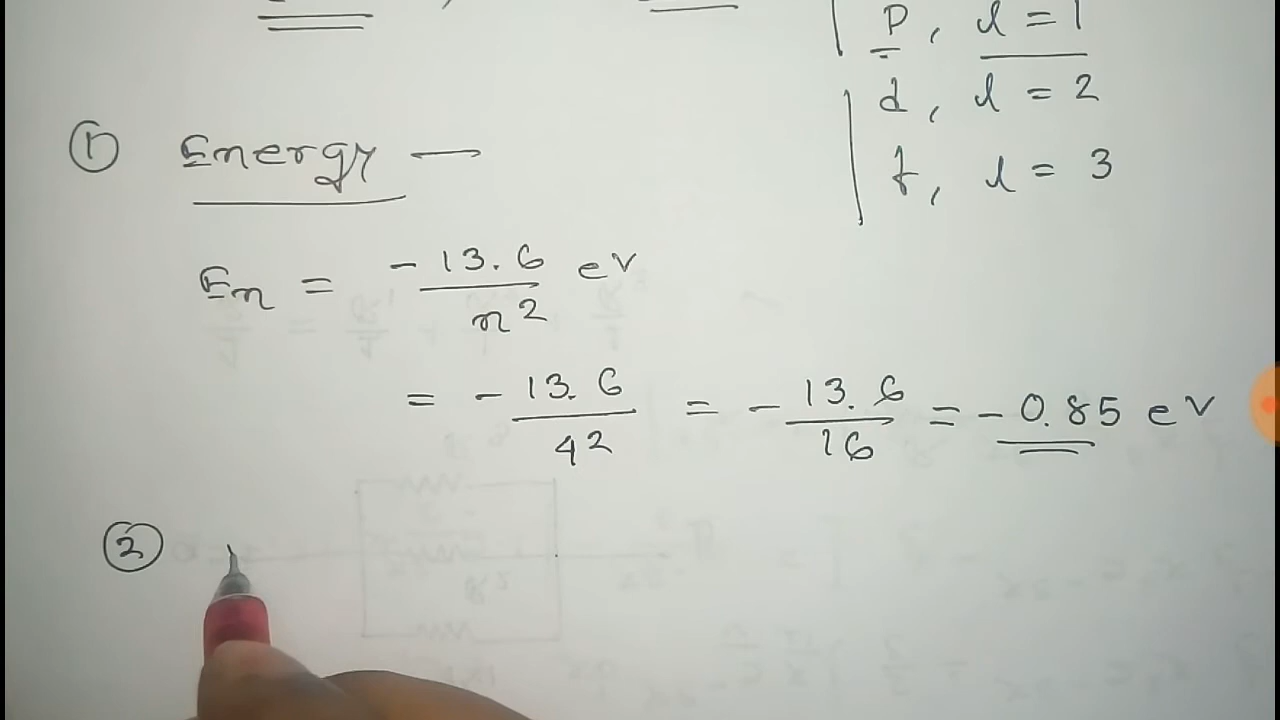 p, l = 1
d, l = 2
f, l = 3
① Energy —
En = -13.6 / n² eV
= -13.6 / 4² = -13.6 / 16 = -0.85 eV
②